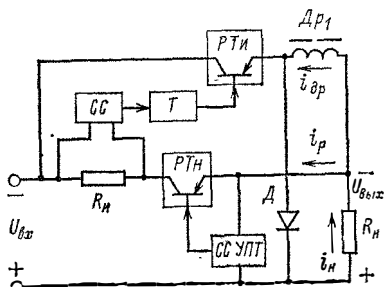 РТи
Др1
iдр
СС
Т
iр
РТн
−
−
Rи
Uвых
Uвх
Д
Rн
iн
СС УПТ
+
+